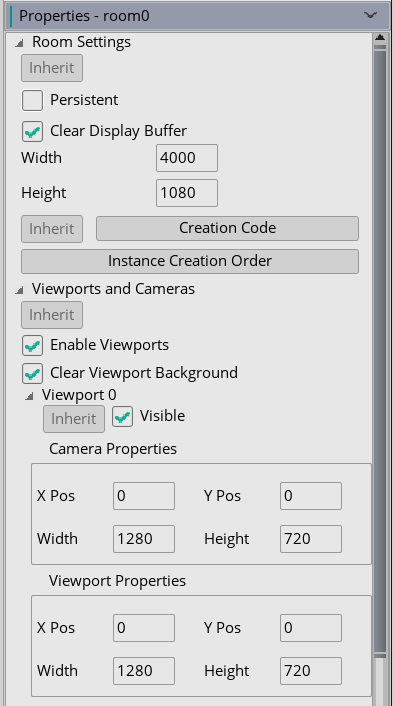 Properties - room0
Room Settings
Inherit
Persistent
Clear Display Buffer
Width 4000
Height 1080
Inherit Creation Code
Instance Creation Order
Viewports and Cameras
Inherit
Enable Viewports
Clear Viewport Background
Viewport 0
Inherit Visible
Camera Properties
X Pos 0 Y Pos 0
Width 1280 Height 720
Viewport Properties
X Pos 0 Y Pos 0
Width 1280 Height 720